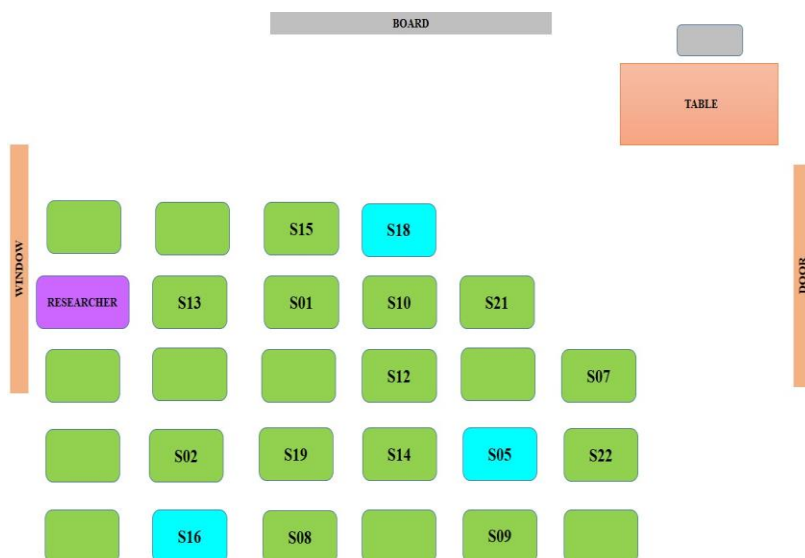 BOARD
TABLE
WINDOW
DOOR
S15 S18
RESEARCHER S13 S01 S10 S21
S12 S07
S02 S19 S14 S05 S22
S16 S08 S09